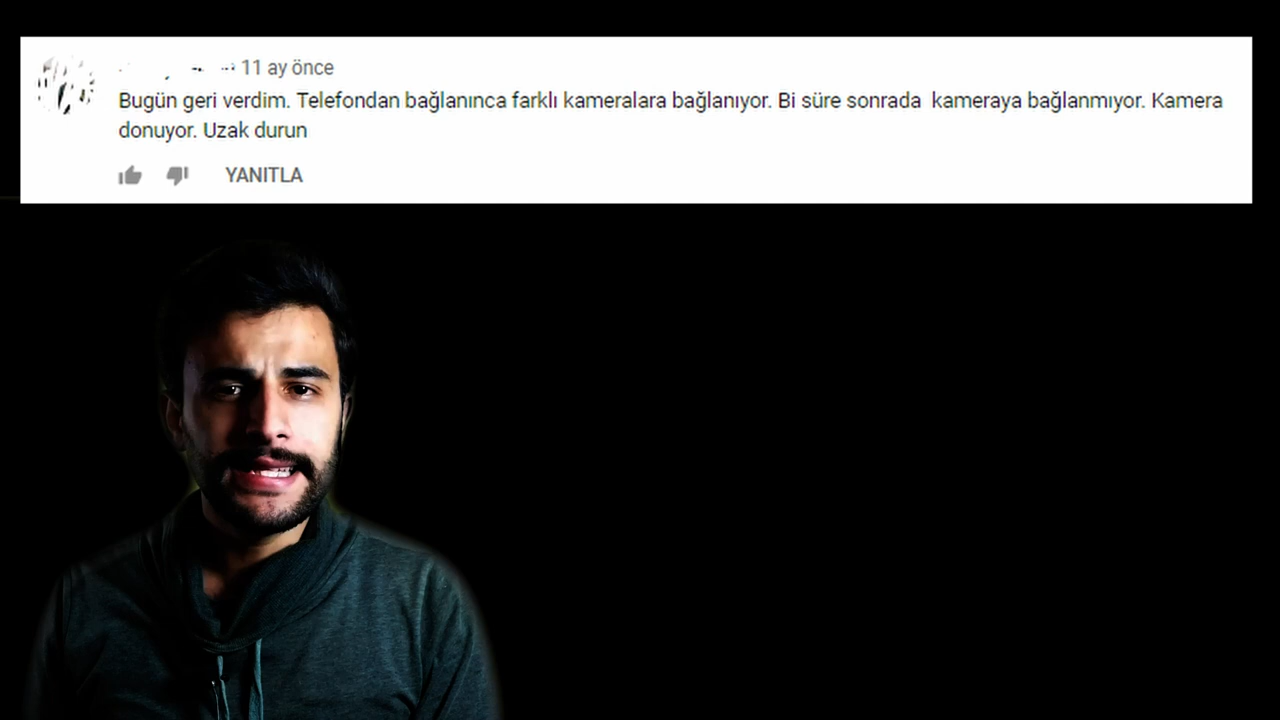 11 ay önce
Bugün geri verdim. Telefondan bağlanınca farklı kameralara bağlanıyor. Bi süre sonrada kameraya bağlanmıyor. Kamera
donuyor. Uzak durun
YANITLA